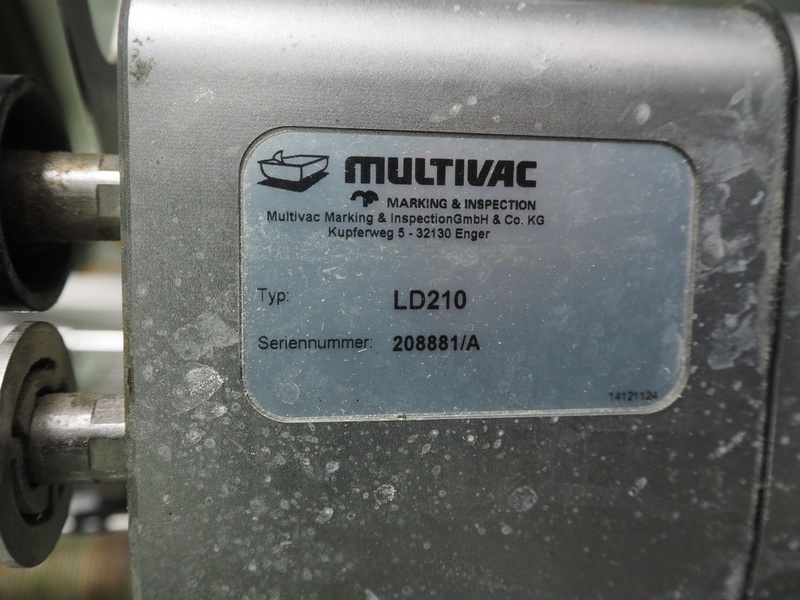 MULTIVAC
MARKING & INSPECTION
Multivac Marking & InspectionGmbH & Co. KG
Kupferweg 5 - 32130 Enger
Typ: LD210
Seriennummer: 208881/A
14121124